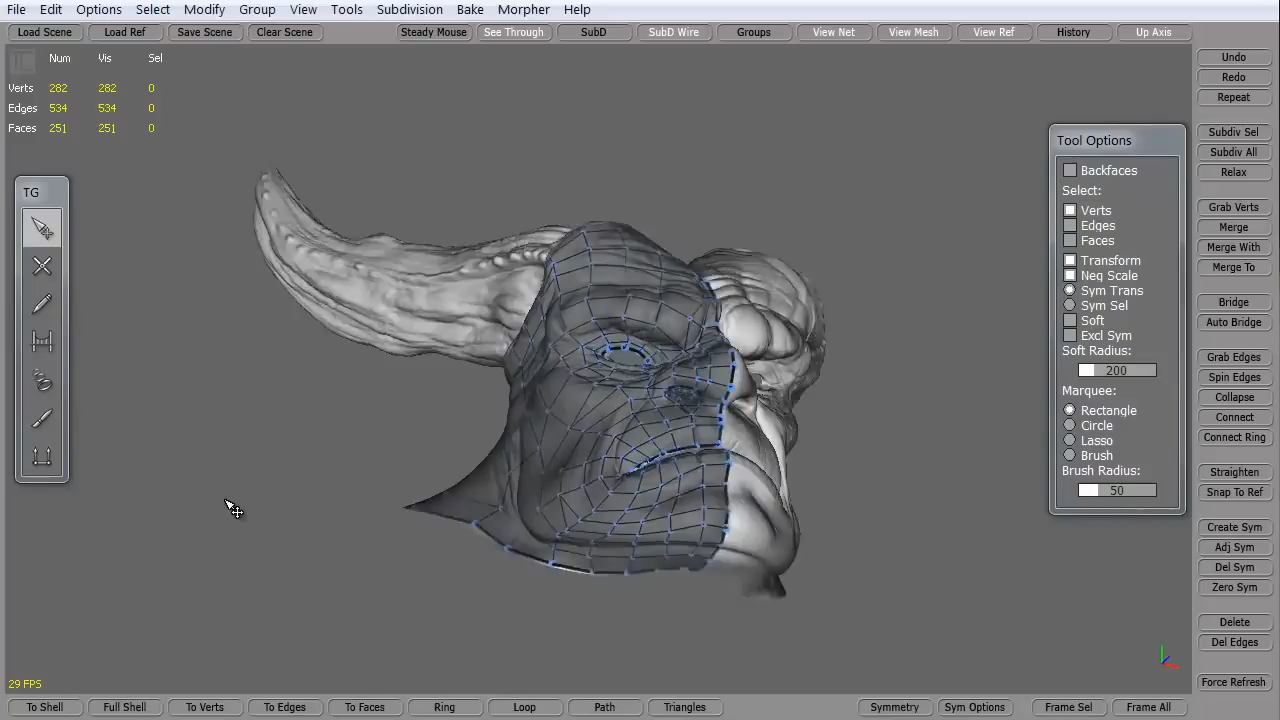 File Edit Options Select Modify Group View Tools Subdivision Bake Morpher Help
Load Scene Load Ref Save Scene Clear Scene Steady Mouse See Through SubD SubD Wire Groups View Net View Mesh View Ref History Up Axis
Num Vis Sel
Verts 282 282 0
Edges 534 534 0
Faces 251 251 0
TG
Tool Options
Backfaces
Select:
Verts
Edges
Faces
Transform
Neg Scale
Sym Trans
Sym Sel
Soft
Excl Sym
Soft Radius:
200
Marquee:
Rectangle
Circle
Lasso
Brush
Brush Radius:
50
Undo
Redo
Repeat
Subdiv Sel
Subdiv All
Relax
Grab Verts
Merge
Merge With
Merge To
Bridge
Auto Bridge
Grab Edges
Spin Edges
Collapse
Connect
Connect Ring
Straighten
Snap To Ref
Create Sym
Adj Sym
Del Sym
Zero Sym
Delete
Del Edges
Force Refresh
29 FPS
To Shell Full Shell To Verts To Edges To Faces Ring Loop Path Triangles Symmetry Sym Options Frame Sel Frame All